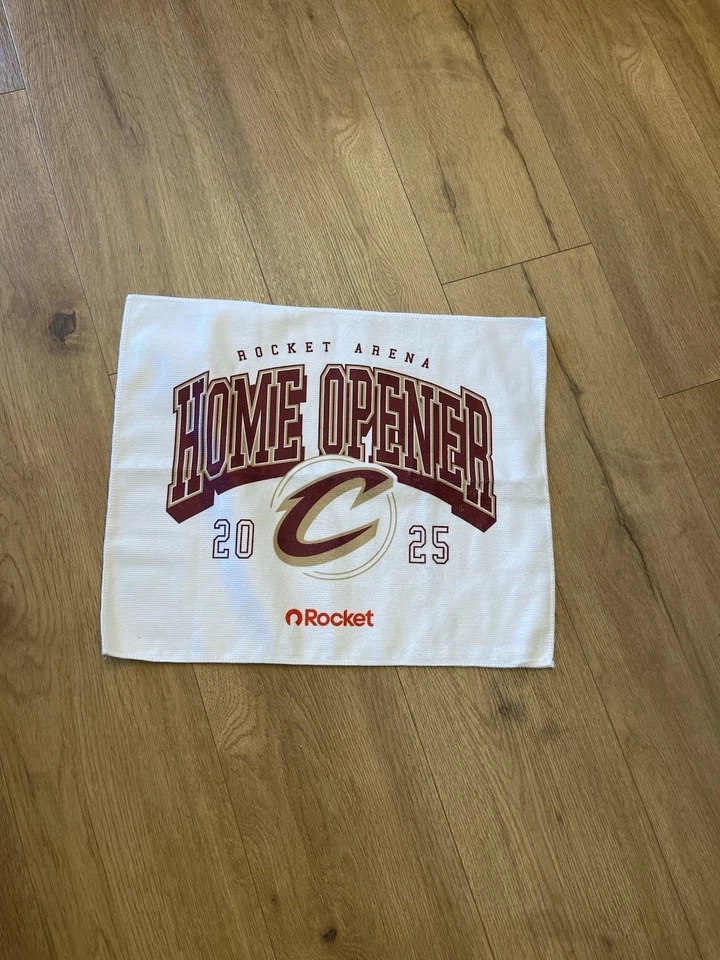 ROCKET ARENA
HOME OPENER
C
20 25
Rocket